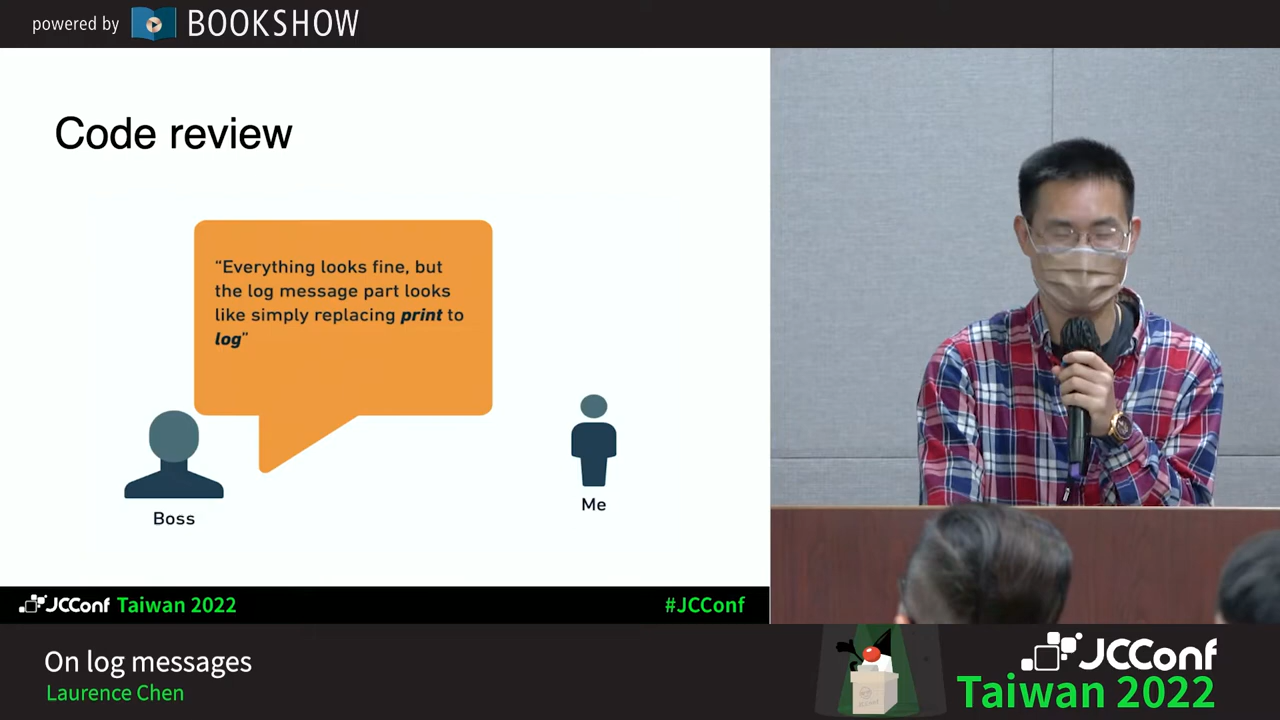 powered by BOOKSHOW
Code review
“Everything looks fine, but
the log message part looks
like simply replacing print to
log”
Boss
Me
JCConf Taiwan 2022
#JCConf
On log messages
Laurence Chen
JCConf
Taiwan 2022